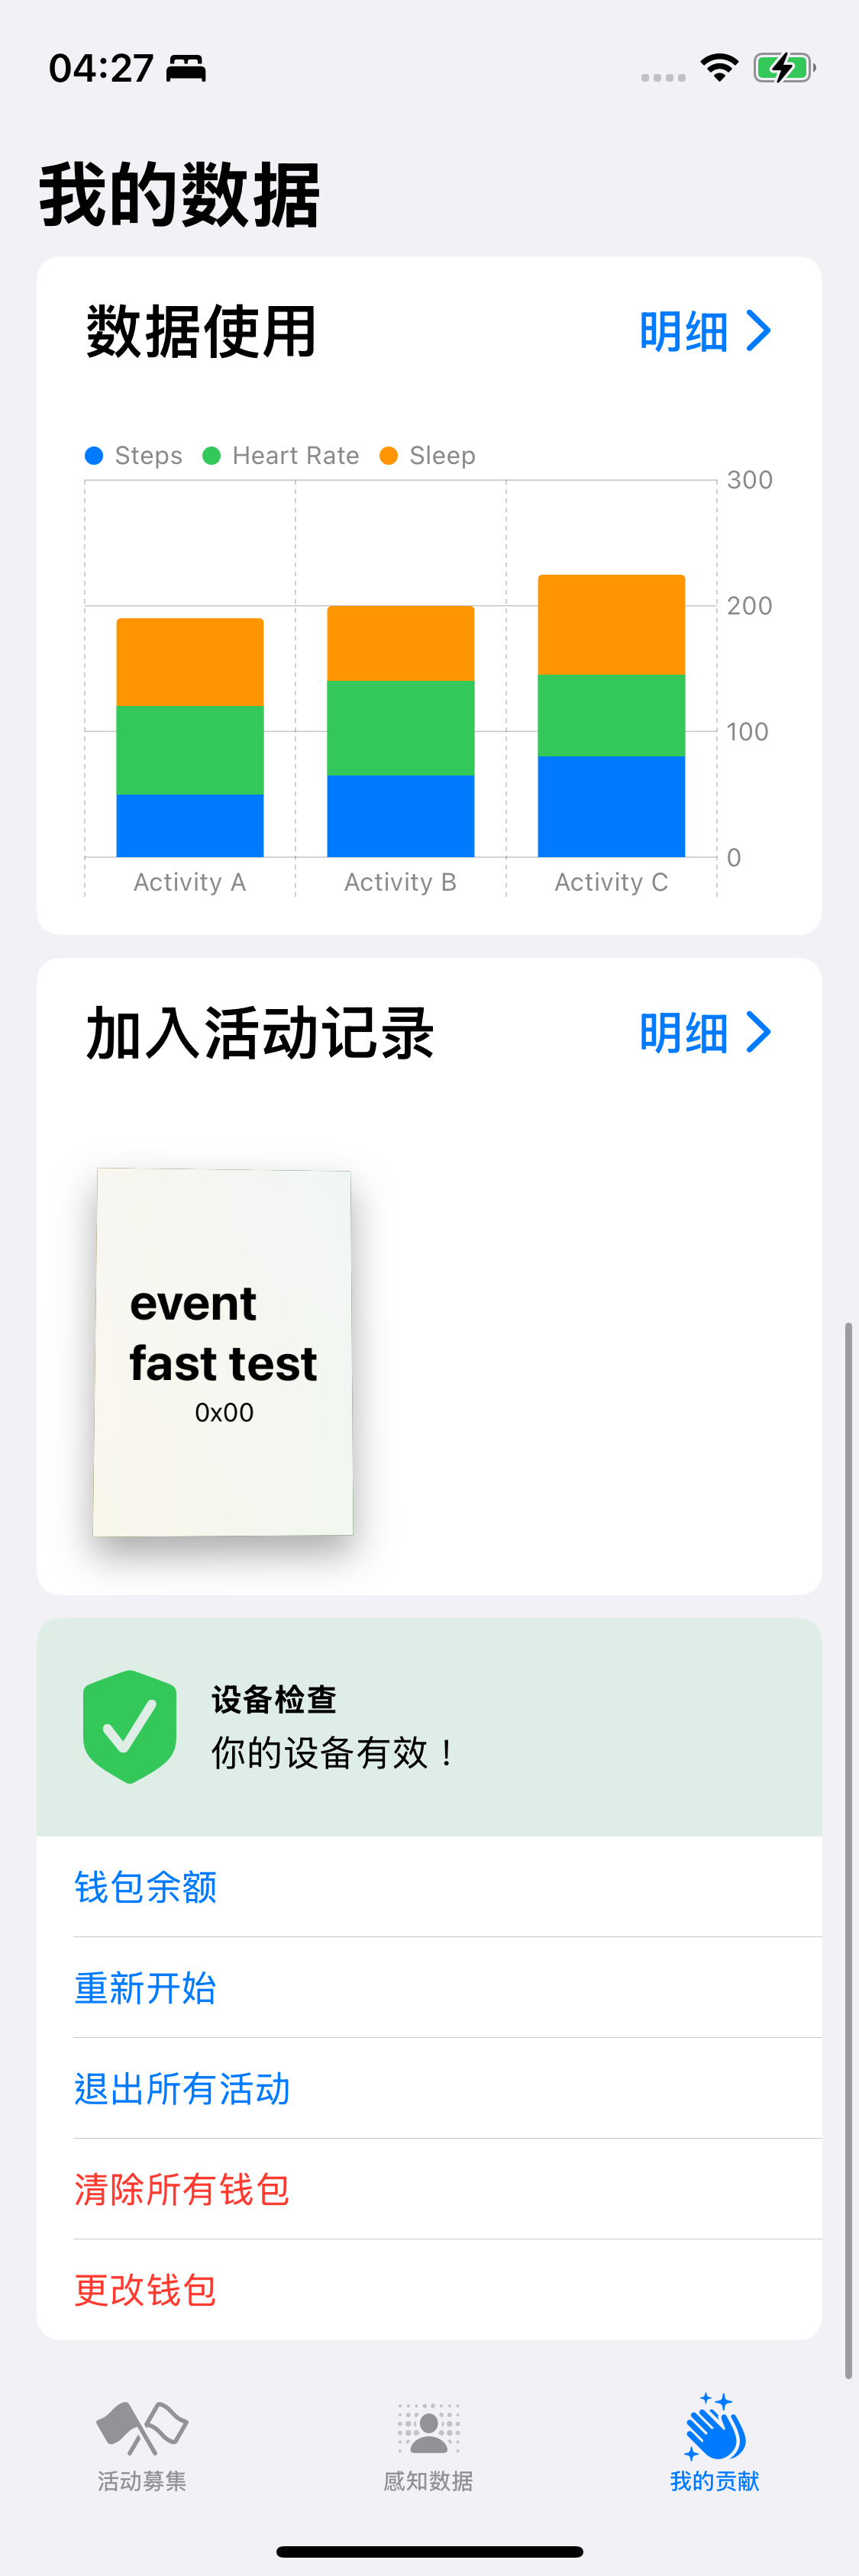 04:27
我的数据
数据使用
明细
Steps
Heart Rate
Sleep
300
200
100
0
Activity A
Activity B
Activity C
加入活动记录
明细
event
fast test
0x00
设备检查
你的设备有效！
钱包余额
重新开始
退出所有活动
清除所有钱包
更改钱包
活动募集
感知数据
我的贡献